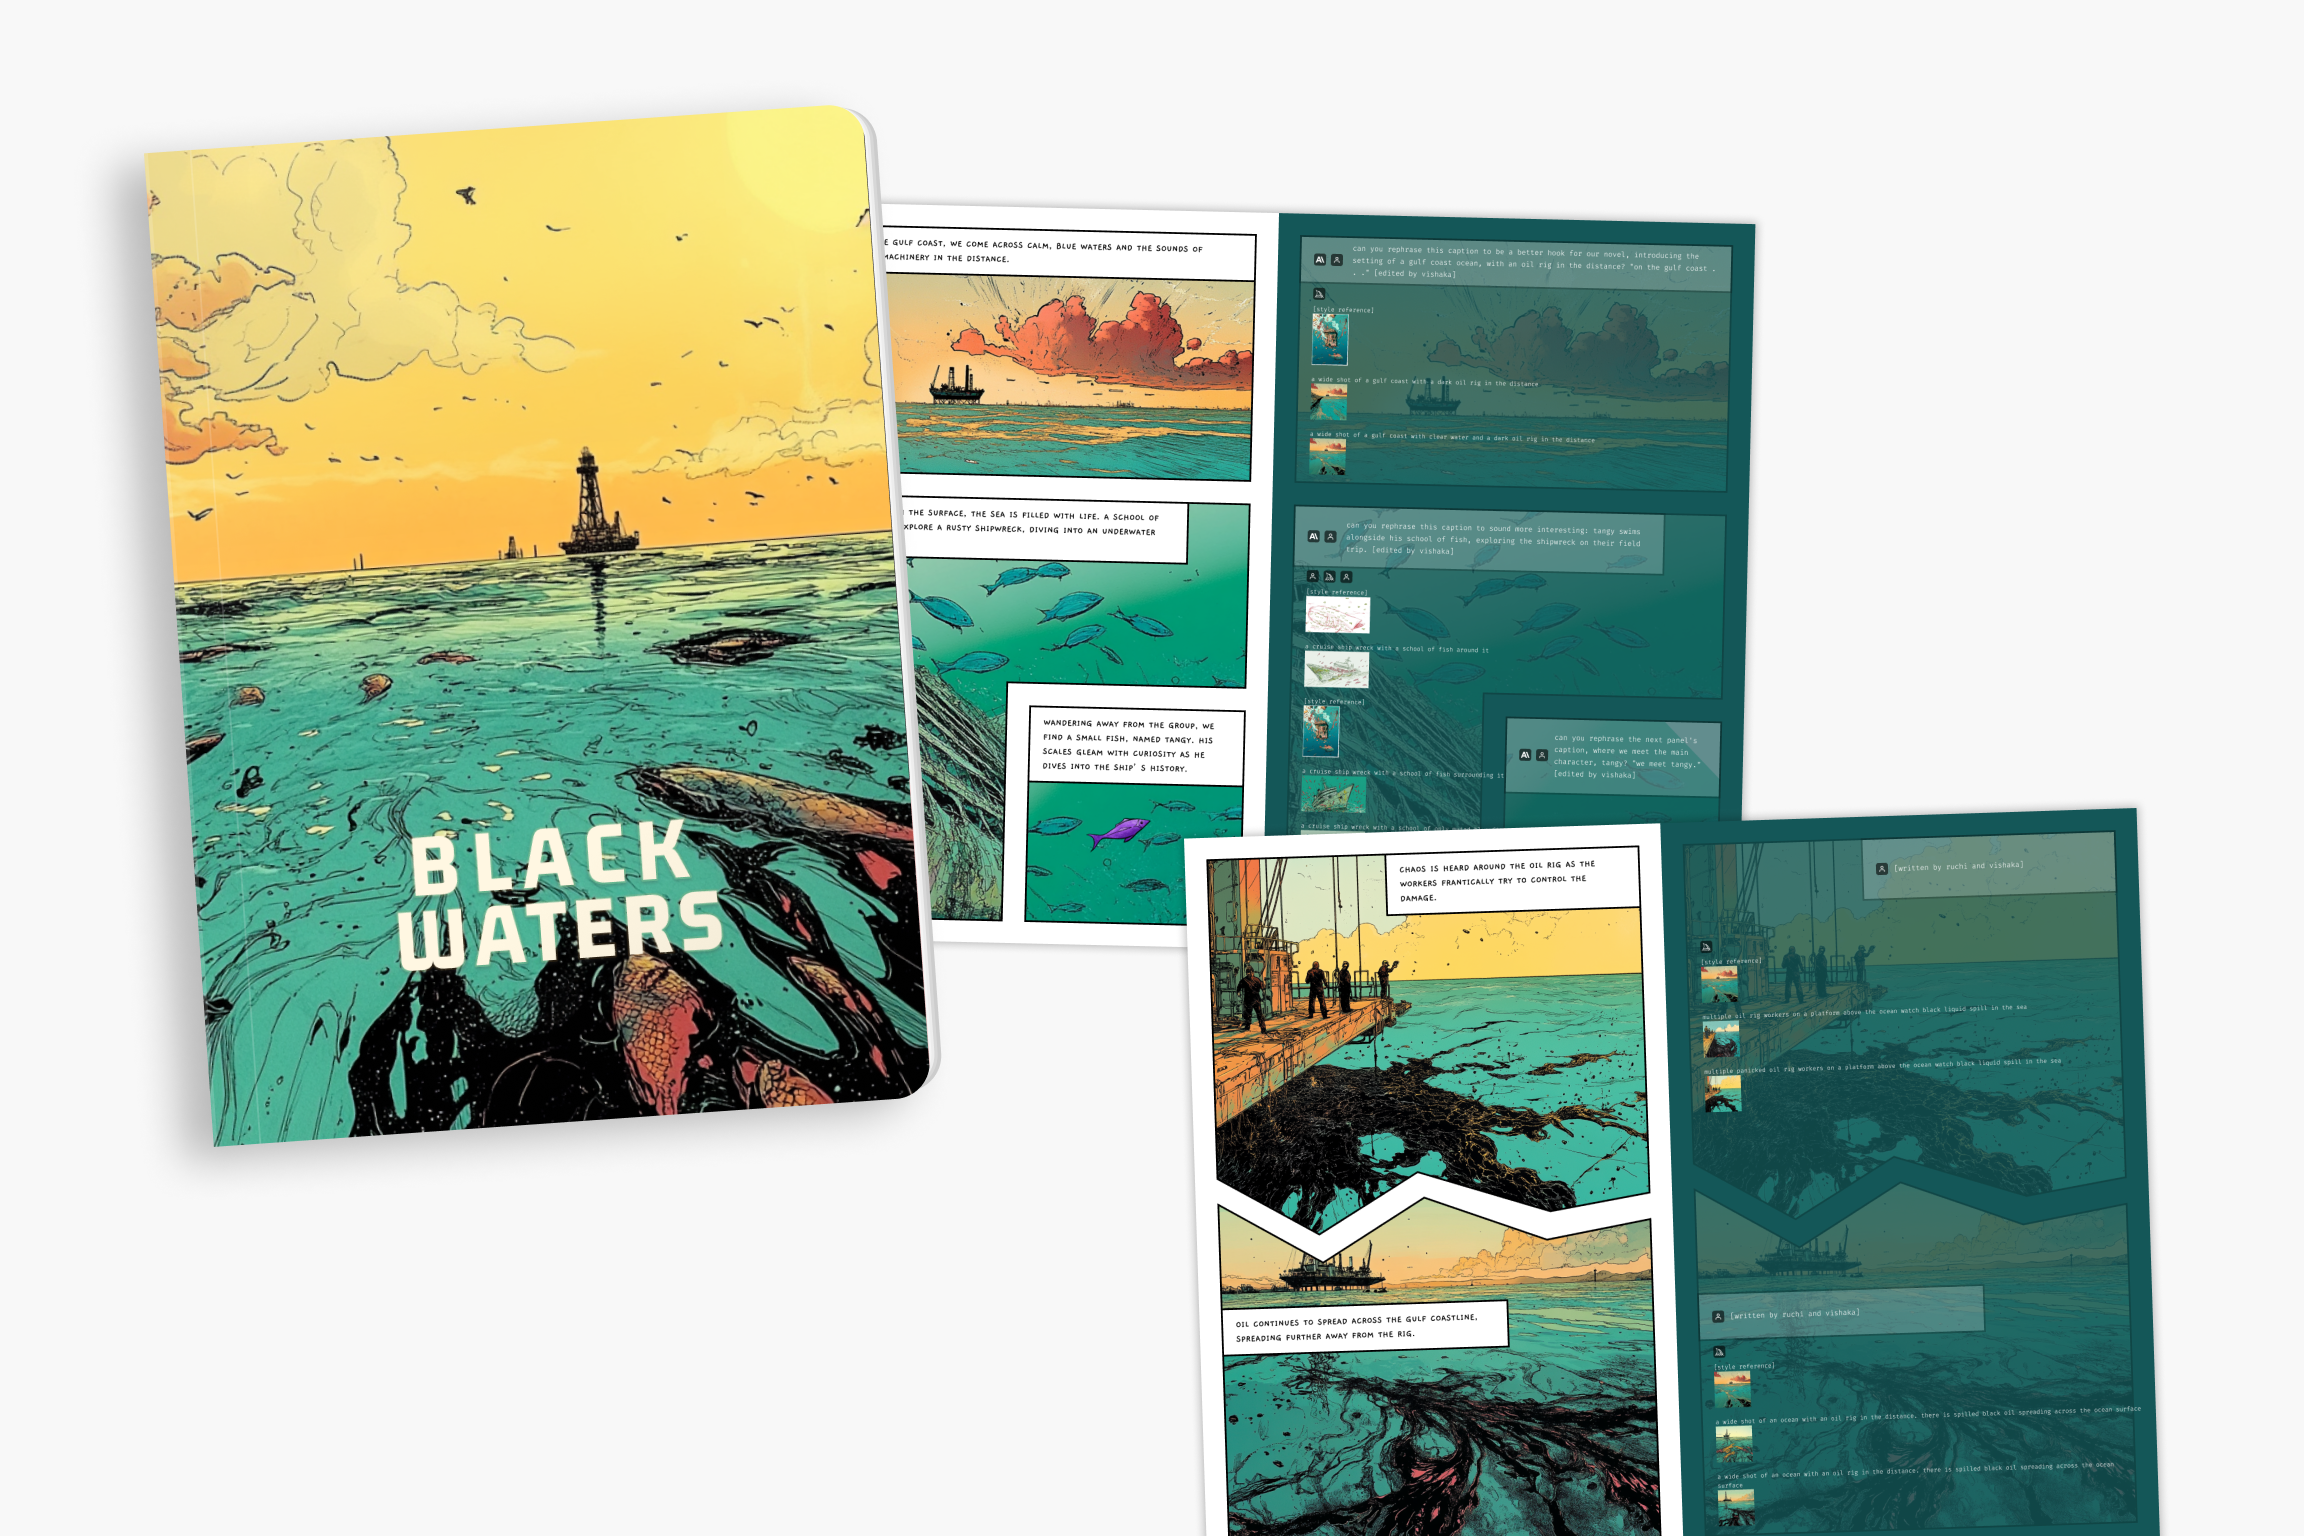 BLACK
WATERS
E GULF COAST, WE COME ACROSS CALM, BLUE WATERS AND THE SOUNDS OF
MACHINERY IN THE DISTANCE.
THE SURFACE, THE SEA IS FILLED WITH LIFE. A SCHOOL OF
XPLORE A RUSTY SHIPWRECK, DIVING INTO AN UNDERWATER
WANDERING AWAY FROM THE GROUP, WE
FIND A SMALL FISH, NAMED TANGY. HIS
SCALES GLEAM WITH CURIOSITY AS HE
DIVES INTO THE SHIP' S HISTORY.
can you rephrase this caption to be a better hook for our novel, introducing the
setting of a gulf coast ocean, with an oil rig in the distance? "on the gulf coast .
. ." [edited by vishaka]
[style reference]
a wide shot of a gulf coast with a dark oil rig in the distance
a wide shot of a gulf coast with clear water and a dark oil rig in the distance
can you rephrase this caption to sound more interesting: tangy swims
alongside his school of fish, exploring the shipwreck on their field
trip. [edited by vishaka]
[style reference]
a cruise ship wreck with a school of fish around it
[style reference]
a cruise ship wreck with a school of fish surrounding it
a cruise ship wreck with a school of
can you rephrase the next panel's
caption, where we meet the main
character, tangy? "we meet tangy."
[edited by vishaka]
CHAOS IS HEARD AROUND THE OIL RIG AS THE
WORKERS FRANTICALLY TRY TO CONTROL THE
DAMAGE.
OIL CONTINUES TO SPREAD ACROSS THE GULF COASTLINE,
SPREADING FURTHER AWAY FROM THE RIG.
[written by ruchi and vishaka]
[style reference]
multiple oil rig workers on a platform above the ocean watch black liquid spill in the sea
multiple panicked oil rig workers on a platform above the ocean watch black liquid spill in the sea
[written by ruchi and vishaka]
[style reference]
a wide shot of an ocean with an oil rig in the distance. there is spilled black oil spreading across the ocean surface
a wide shot of an ocean with an oil rig in the distance. there is spilled black oil spreading across the ocean
surface